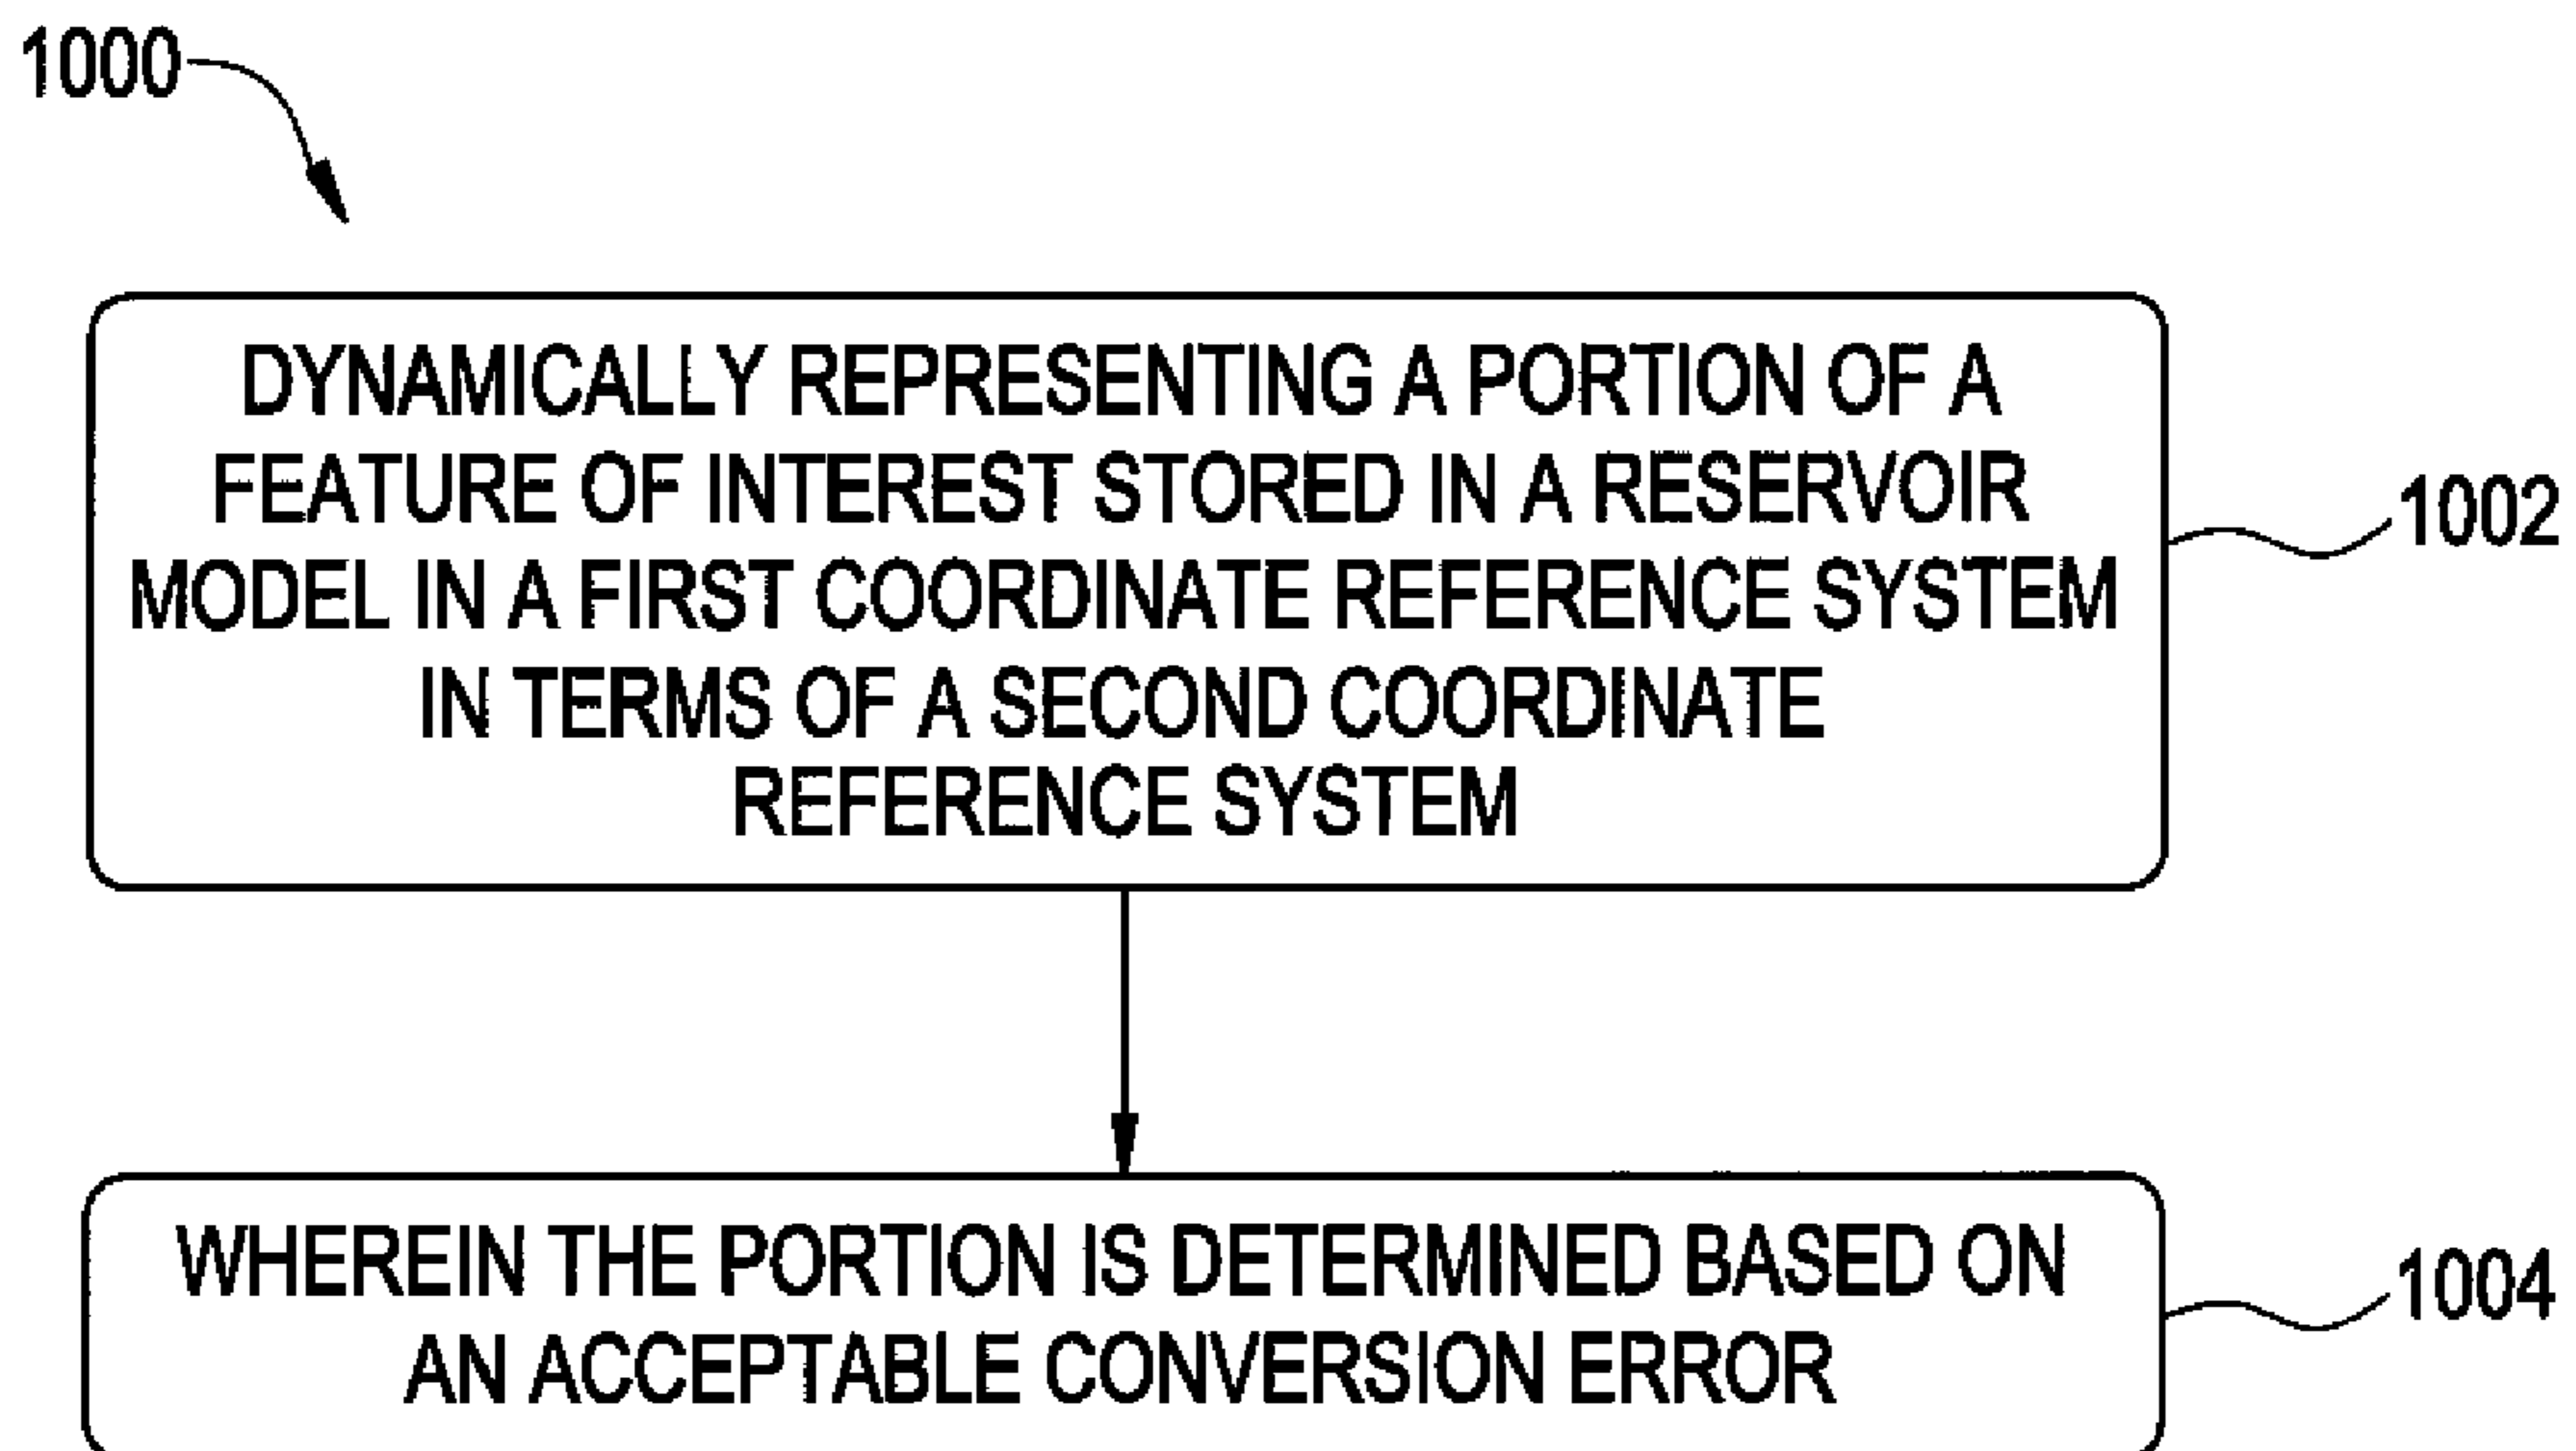 1000
DYNAMICALLY REPRESENTING A PORTION OF A
FEATURE OF INTEREST STORED IN A RESERVOIR
MODEL IN A FIRST COORDINATE REFERENCE SYSTEM
IN TERMS OF A SECOND COORDINATE
REFERENCE SYSTEM
1002
WHEREIN THE PORTION IS DETERMINED BASED ON
AN ACCEPTABLE CONVERSION ERROR
1004